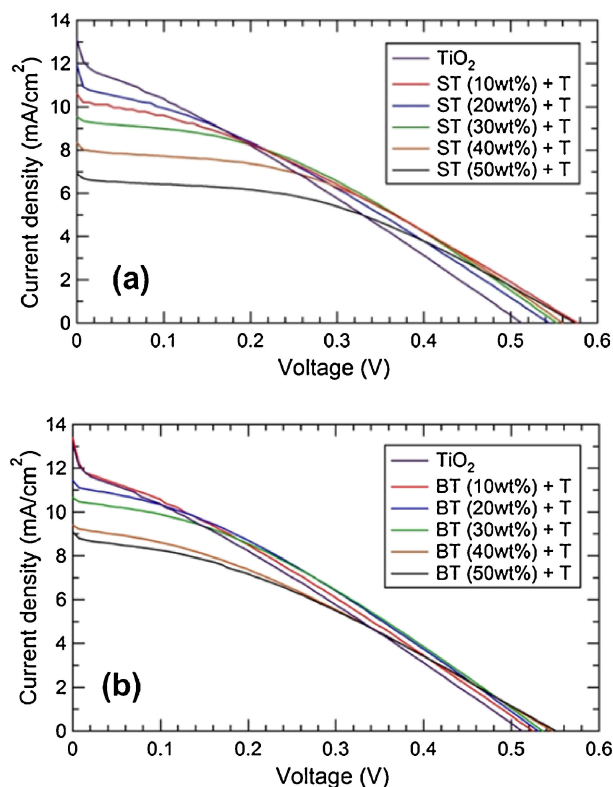 14
12
10
8
6
4
2
0
Current density (mA/cm²)
TiO₂
ST (10wt%) + T
ST (20wt%) + T
ST (30wt%) + T
ST (40wt%) + T
ST (50wt%) + T
(a)
0 0.1 0.2 0.3 0.4 0.5 0.6
Voltage (V)
14
12
10
8
6
4
2
0
Current density (mA/cm²)
TiO₂
BT (10wt%) + T
BT (20wt%) + T
BT (30wt%) + T
BT (40wt%) + T
BT (50wt%) + T
(b)
0 0.1 0.2 0.3 0.4 0.5 0.6
Voltage (V)